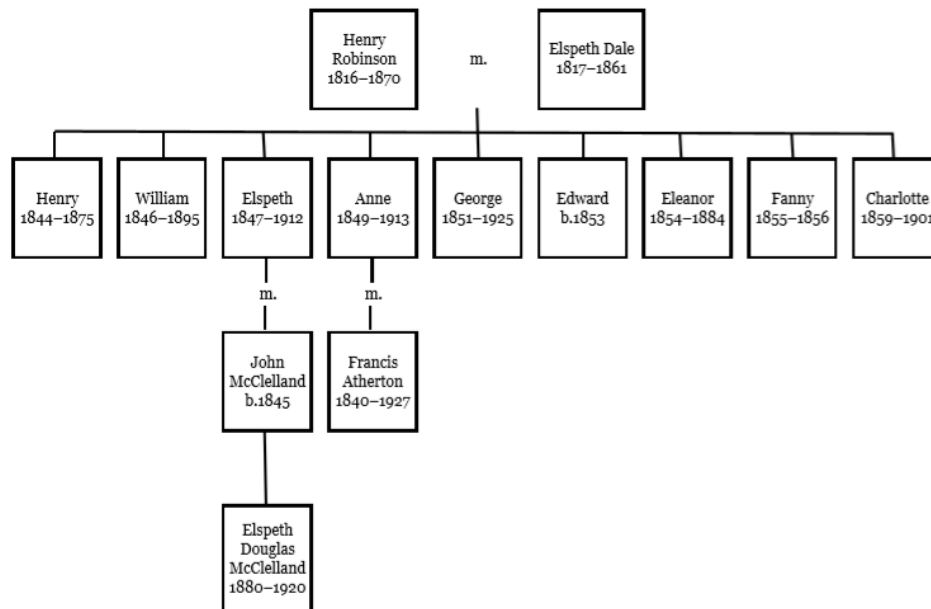 Henry
Robinson
1816–1870
m.
Elspeth Dale
1817–1861
Henry
1844–1875
William
1846–1895
Elspeth
1847–1912
Anne
1849–1913
George
1851–1925
Edward
b.1853
Eleanor
1854–1884
Fanny
1855–1856
Charlotte
1859–1901
m.
m.
John
McClelland
b.1845
Francis
Atherton
1840–1927
Elspeth
Douglas
McClelland
1880–1920